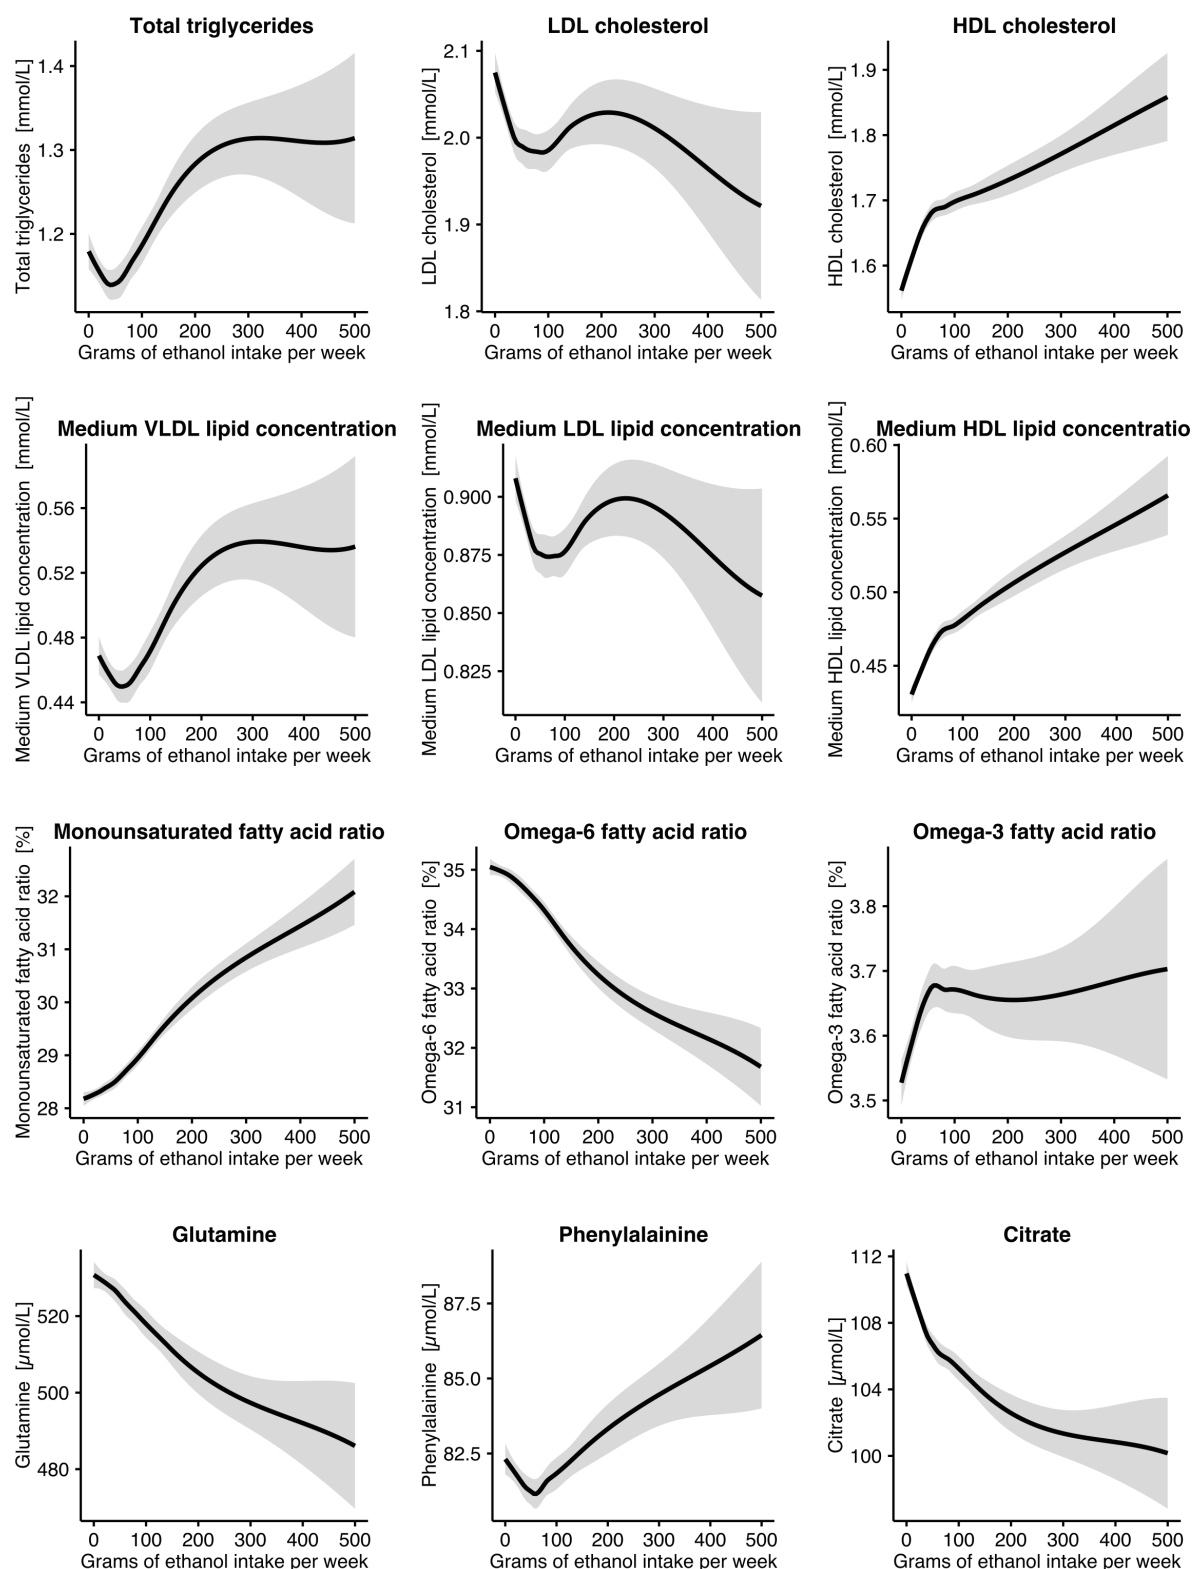 Total triglycerides
LDL cholesterol
HDL cholesterol
Total triglycerides [mmol/L]
1.4
1.3
1.2
0 100 200 300 400 500
Grams of ethanol intake per week
LDL cholesterol [mmol/L]
2.1
2.0
1.9
1.8
0 100 200 300 400 500
Grams of ethanol intake per week
HDL cholesterol [mmol/L]
1.9
1.8
1.7
1.6
0 100 200 300 400 500
Grams of ethanol intake per week
Medium VLDL lipid concentration
Medium LDL lipid concentration
Medium HDL lipid concentratio
Medium VLDL lipid concentration [mmol/L]
0.56
0.52
0.48
0.44
0 100 200 300 400 500
Grams of ethanol intake per week
Medium LDL lipid concentration [mmol/L]
0.900
0.875
0.850
0.825
0 100 200 300 400 500
Grams of ethanol intake per week
Medium HDL lipid concentration [mmol/L]
0.60
0.55
0.50
0.45
0 100 200 300 400 500
Grams of ethanol intake per week
Monounsaturated fatty acid ratio
Omega-6 fatty acid ratio
Omega-3 fatty acid ratio
Monounsaturated fatty acid ratio [%]
32
31
30
29
28
0 100 200 300 400 500
Grams of ethanol intake per week
Omega-6 fatty acid ratio [%]
35
34
33
32
31
0 100 200 300 400 500
Grams of ethanol intake per week
Omega-3 fatty acid ratio [%]
3.8
3.7
3.6
3.5
0 100 200 300 400 500
Grams of ethanol intake per week
Glutamine
Phenylalainine
Citrate
Glutamine [µmol/L]
520
500
480
0 100 200 300 400 500
Grams of ethanol intake per week
Phenylalainine [µmol/L]
87.5
85.0
82.5
0 100 200 300 400 500
Grams of ethanol intake per week
Citrate [µmol/L]
112
108
104
100
0 100 200 300 400 500
Grams of ethanol intake per week